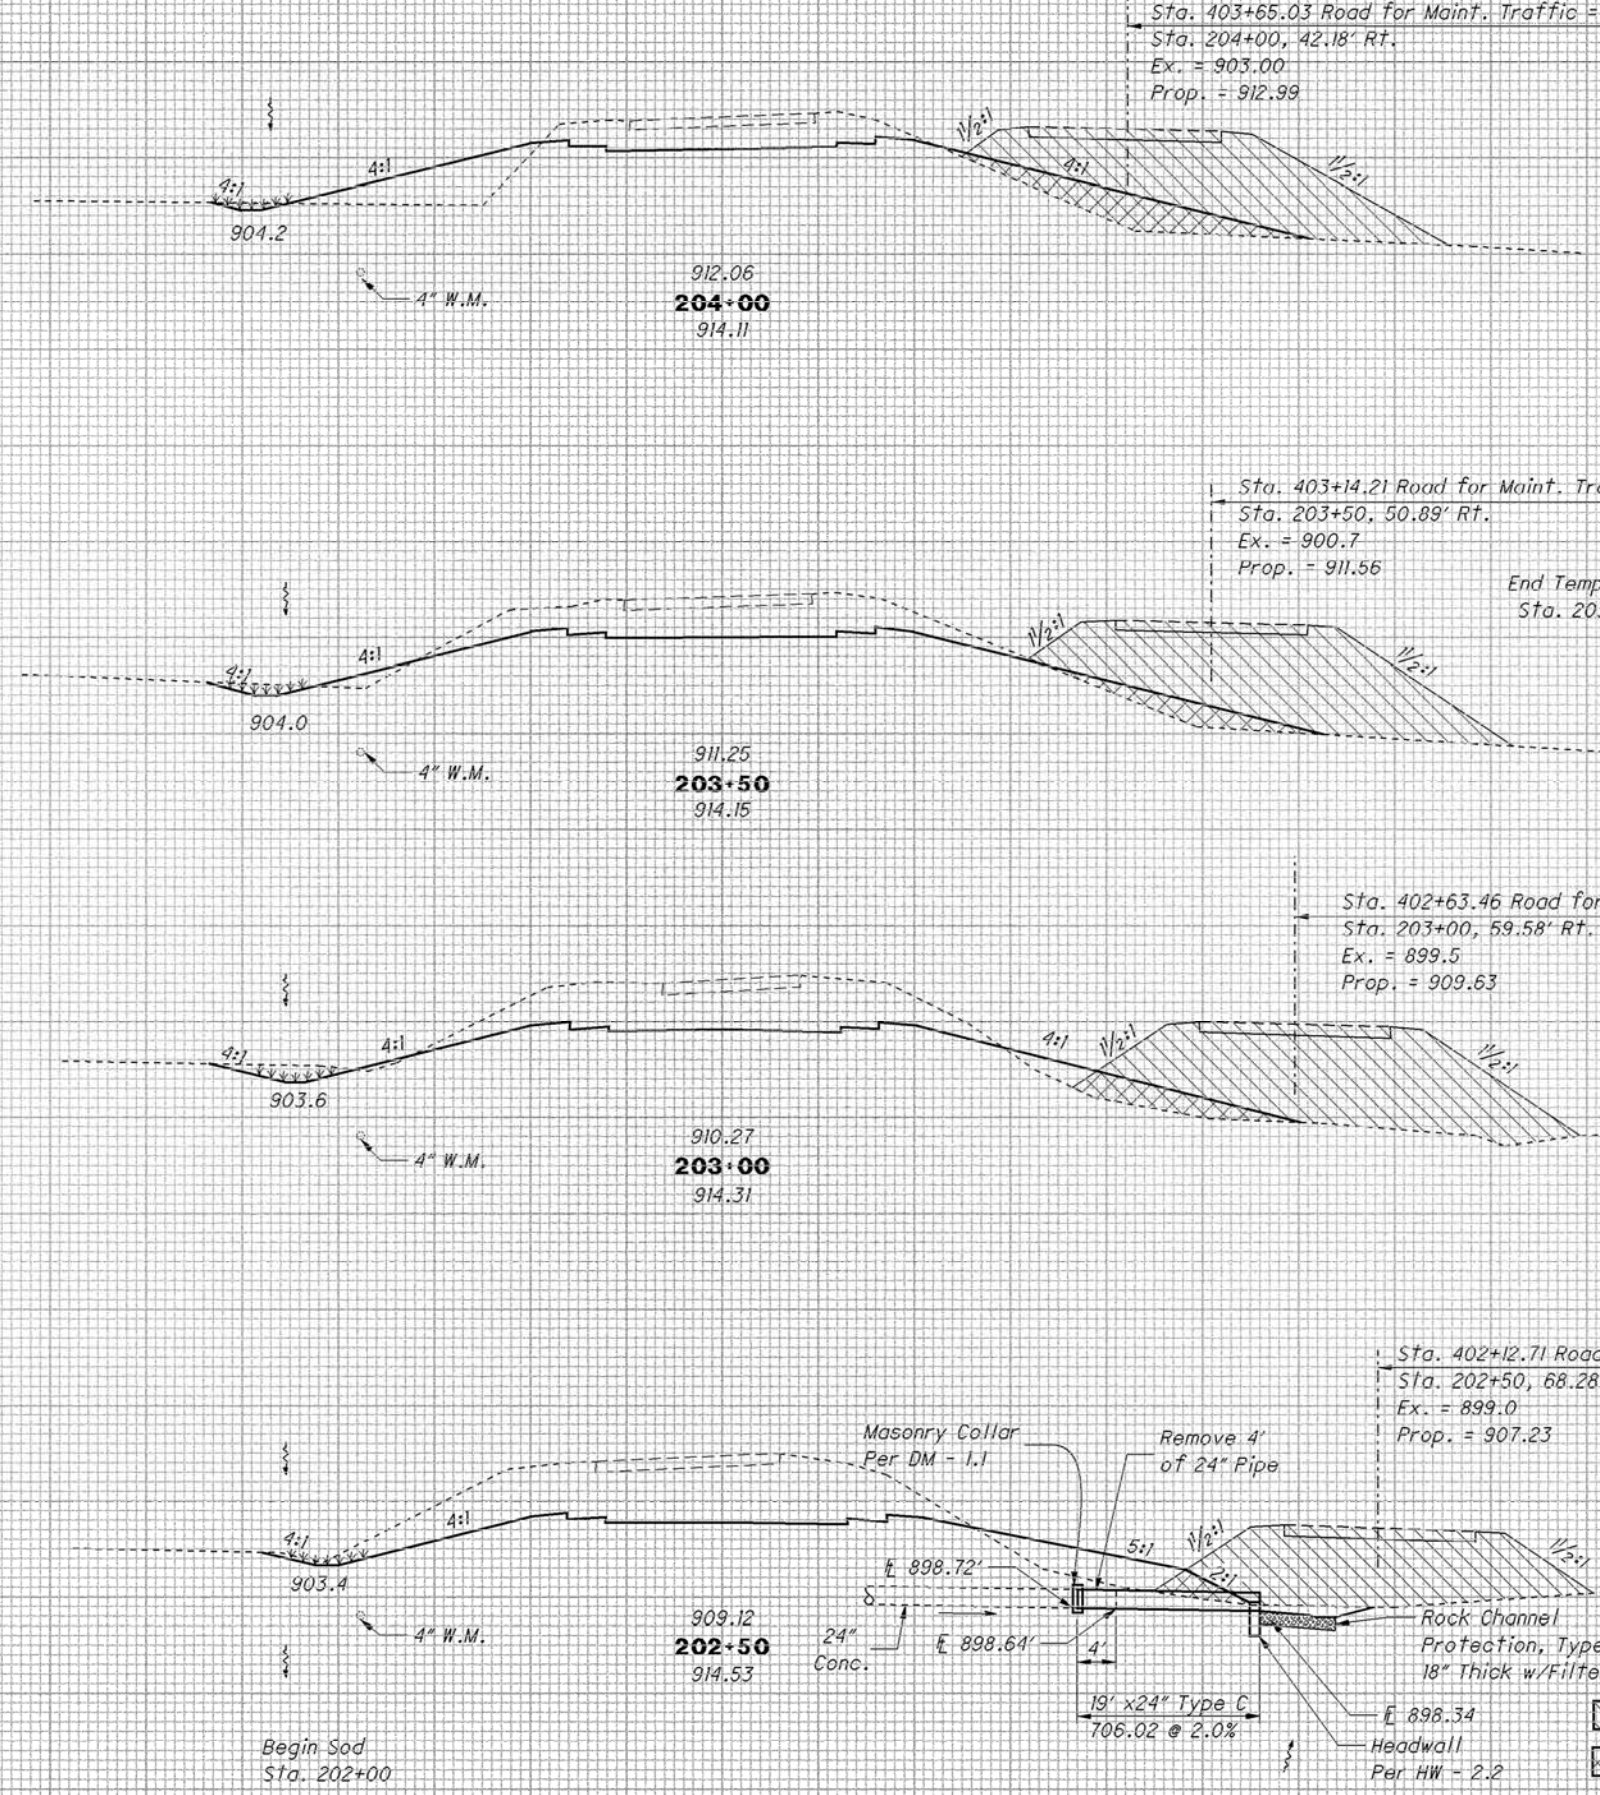 Sta. 403+65.03 Road for Maint. Traffic =
Sta. 204+00, 42.18' Rt.
Ex. = 903.00
Prop. = 912.99
1½:1
4:1
4:1
4:1
1½:1
904.2
4" W.M.
912.06
204+00
914.11
Sta. 403+14.21 Road for Maint.
Sta. 203+50, 50.89' Rt.
Ex. = 900.7
Prop. = 911.56
End
Sta.
4:1
4:1
1½:1
1½:1
904.0
4" W.M.
911.25
203+50
914.15
Sta. 402+63.46 Road for
Sta. 203+00, 59.58' Rt.
Ex. = 899.5
Prop. = 909.63
4:1
4:1
4:1
1½:1
1½:1
903.6
4" W.M.
910.27
203+00
914.31
Sta. 402+12.71 Road
Sta. 202+50, 68.28
Ex. = 899.0
Prop. = 907.23
Masonry Collar
Per DM - 1.1
Remove 4'
of 24" Pipe
4:1
4:1
5:1
1½:1
2:1
1½:1
903.4
℄ 898.72'
4" W.M.
909.12
202+50
914.53
24"
Conc.
℄ 898.64'
4'
Rock Channel
Protection, Type
18" Thick w/
19' x24" Type C
706.02 @ 2.0%
℄ 898.34
Headwall
Per HW - 2.2
Begin Sod
Sta. 202+00